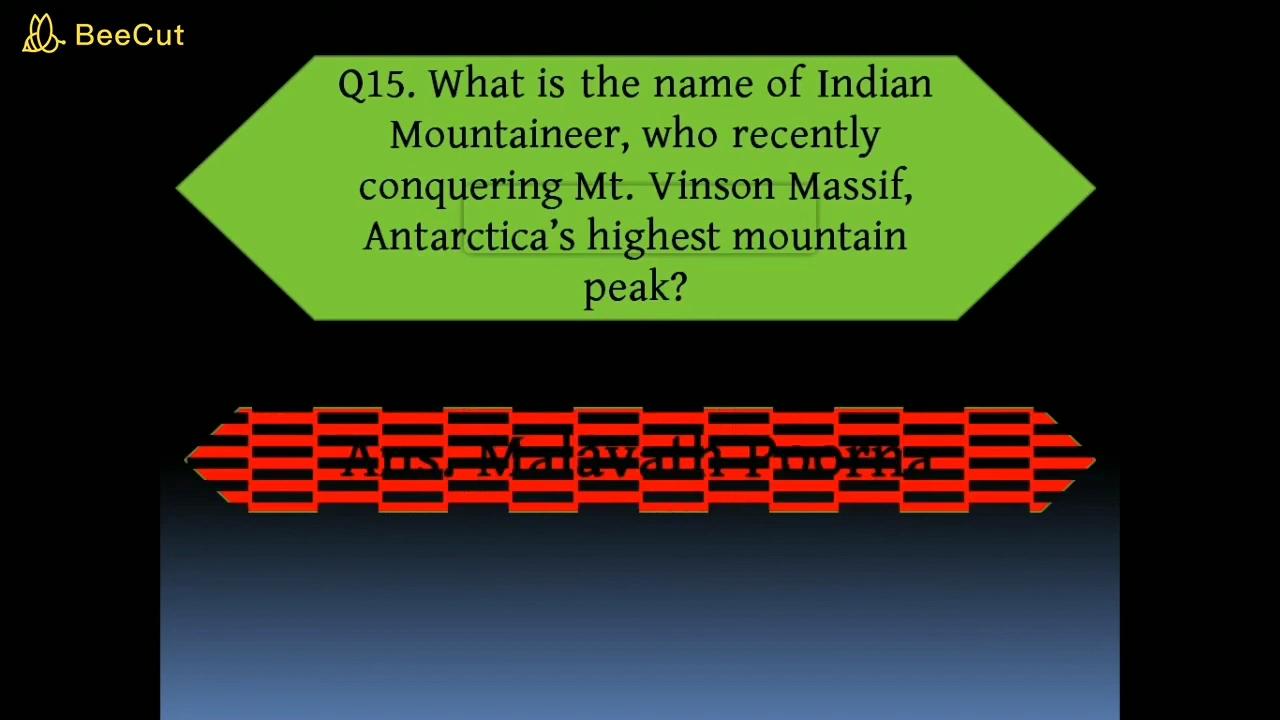 BeeCut
Q15. What is the name of Indian
Mountaineer, who recently
conquering Mt. Vinson Massif,
Antarctica’s highest mountain
peak?
Ans. Malavath Poorna